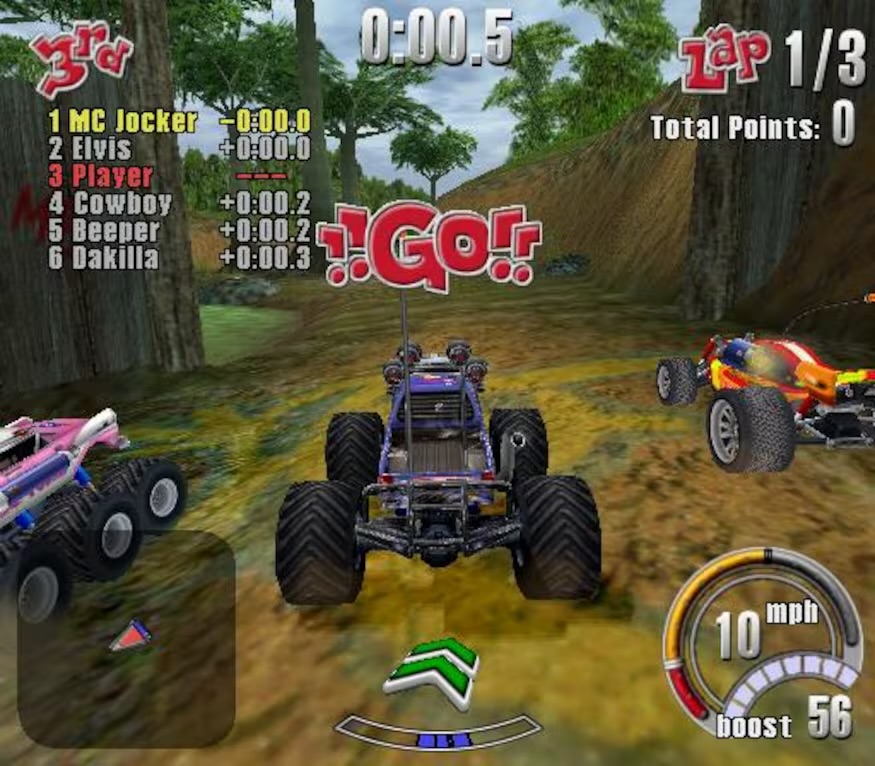 3rd
0:00.5
Lap 1/3
Total Points: 0
1 MC Jocker -0:00.0
2 Elvis +0:00.0
3 Player ---
4 Cowboy +0:00.2
5 Beeper +0:00.2
6 Dakilla +0:00.3
!!Go!!
10 mph
boost 56